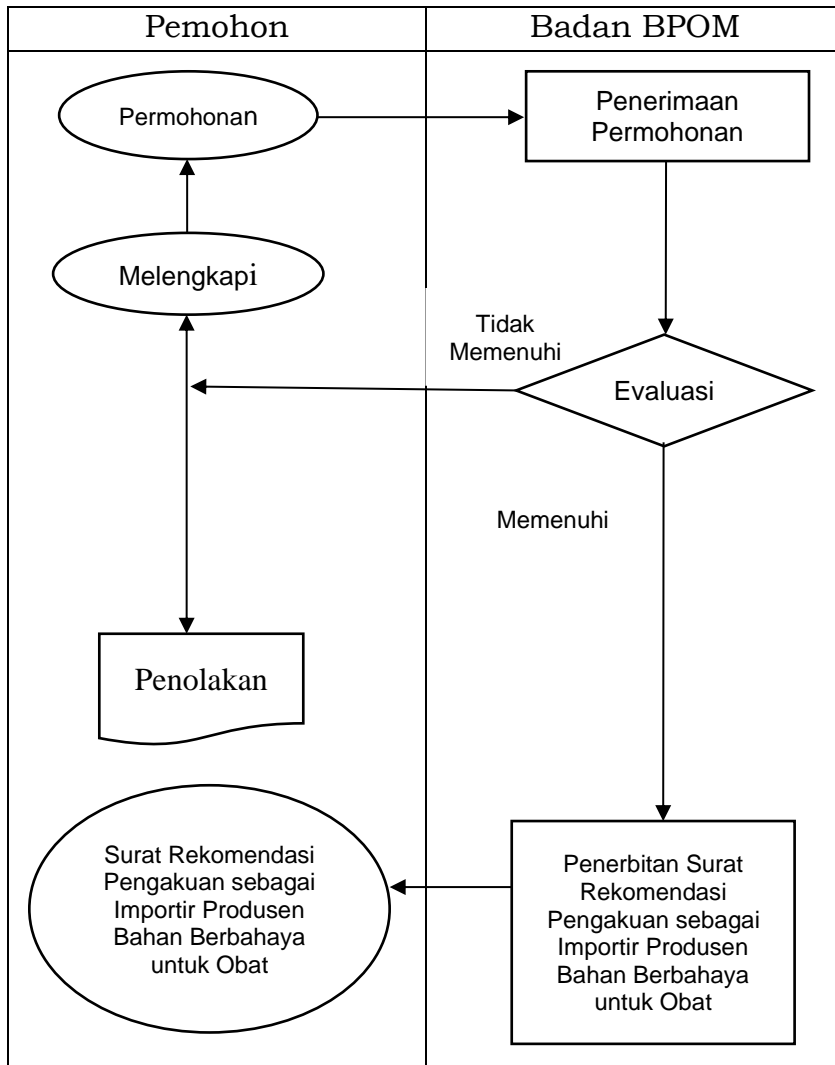 Pemohon
Badan BPOM
Permohonan
Penerimaan
Permohonan
Melengkapi
Tidak
Memenuhi
Evaluasi
Memenuhi
Penolakan
Surat Rekomendasi
Pengakuan sebagai
Importir Produsen
Bahan Berbahaya
untuk Obat
Penerbitan Surat
Rekomendasi
Pengakuan sebagai
Importir Produsen
Bahan Berbahaya
untuk Obat